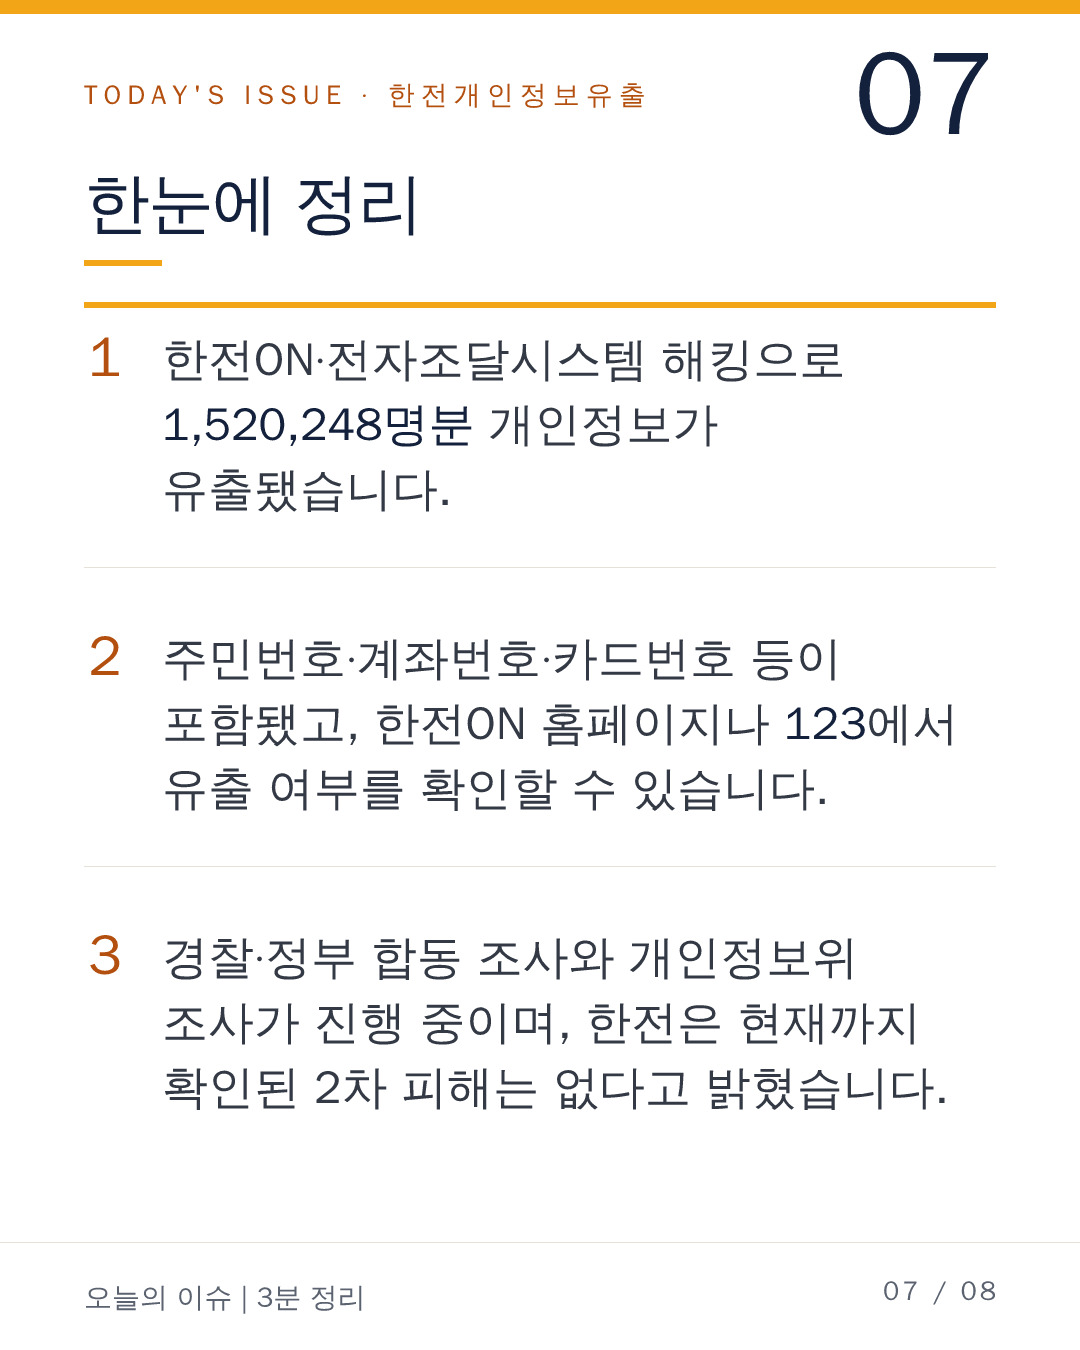 TODAY'S ISSUE · 한전개인정보유출
07
한눈에 정리
1 한전ON·전자조달시스템 해킹으로
1,520,248명분 개인정보가
유출됐습니다.
2 주민번호·계좌번호·카드번호 등이
포함됐고, 한전ON 홈페이지나 123에서
유출 여부를 확인할 수 있습니다.
3 경찰·정부 합동 조사와 개인정보위
조사가 진행 중이며, 한전은 현재까지
확인된 2차 피해는 없다고 밝혔습니다.
오늘의 이슈 | 3분 정리
07 / 08